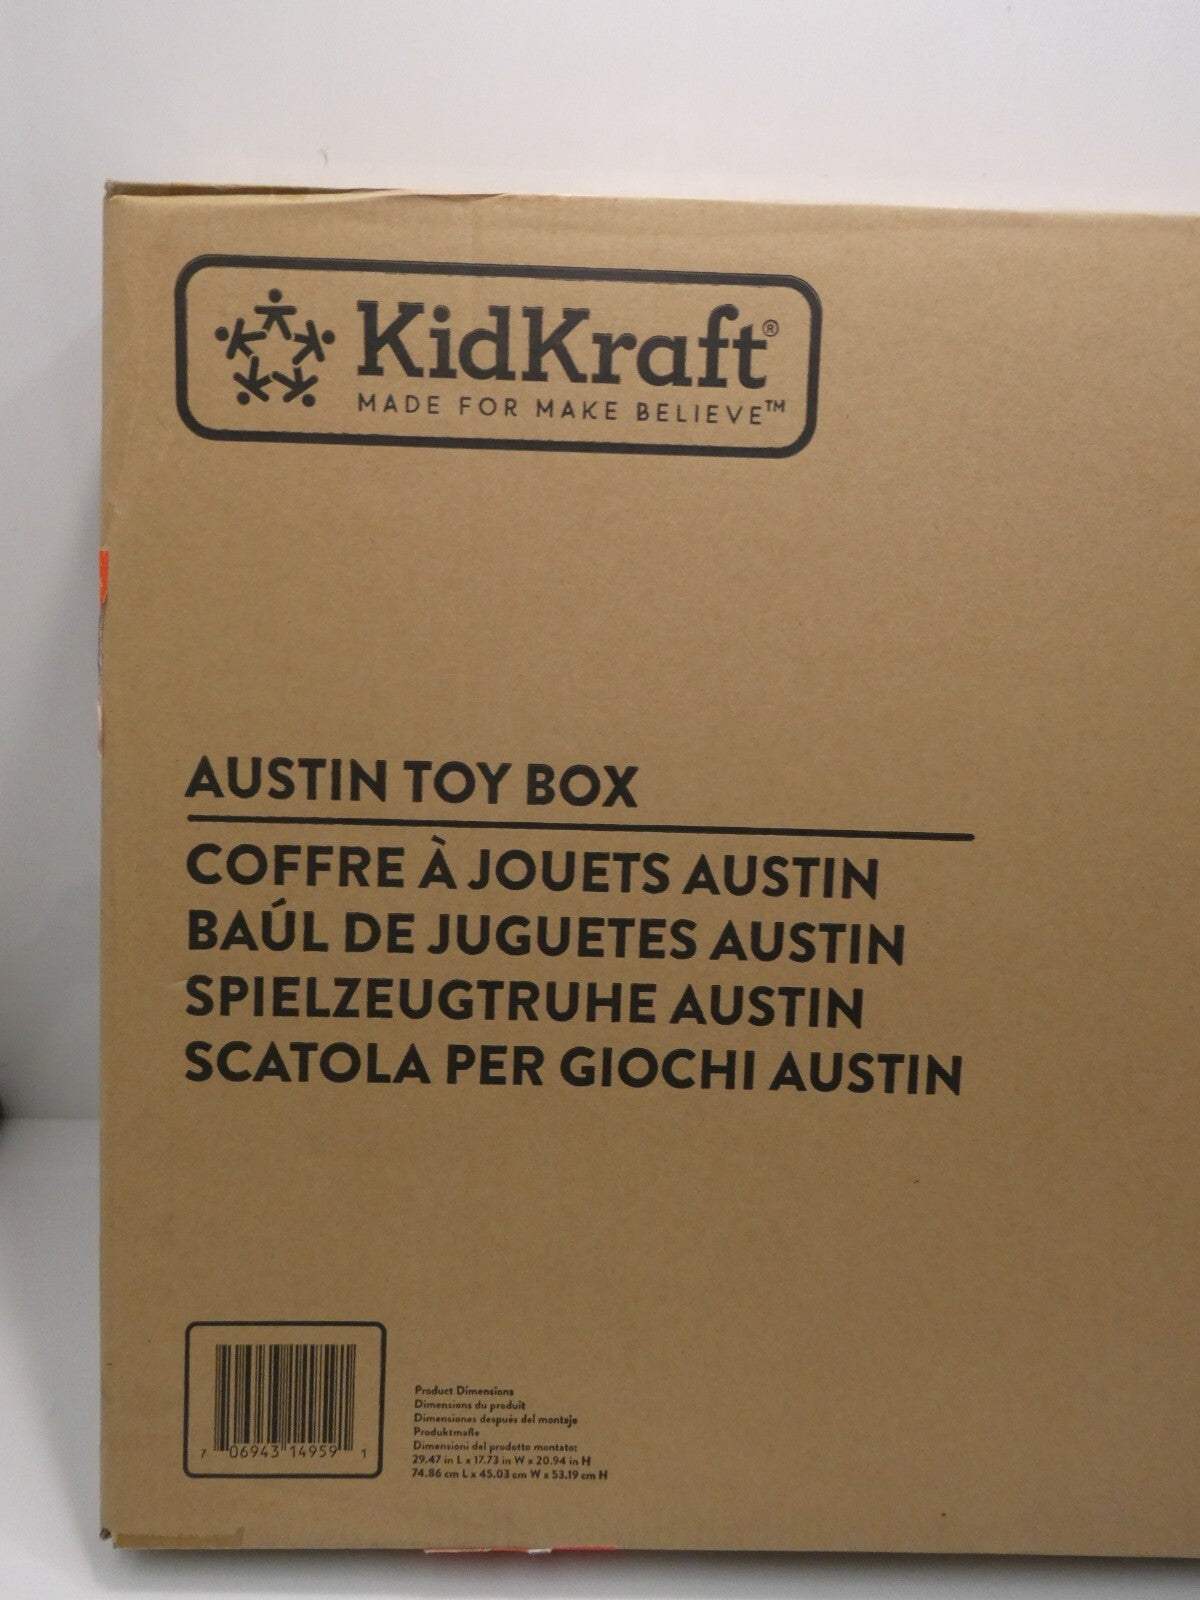 KidKraft®
MADE FOR MAKE BELIEVE™
AUSTIN TOY BOX
COFFRE À JOUETS AUSTIN
BAÚL DE JUGUETES AUSTIN
SPIELZEUGTRUHE AUSTIN
SCATOLA PER GIOCHI AUSTIN
7 06943 14959 1
Product Dimensions
Dimensions du produit
Dimensiones después del montaje
Produktmaße
Dimensioni del prodotto montato:
29.47 in L x 17.73 in W x 20.94 in H
74.86 cm L x 45.03 cm W x 53.19 cm H